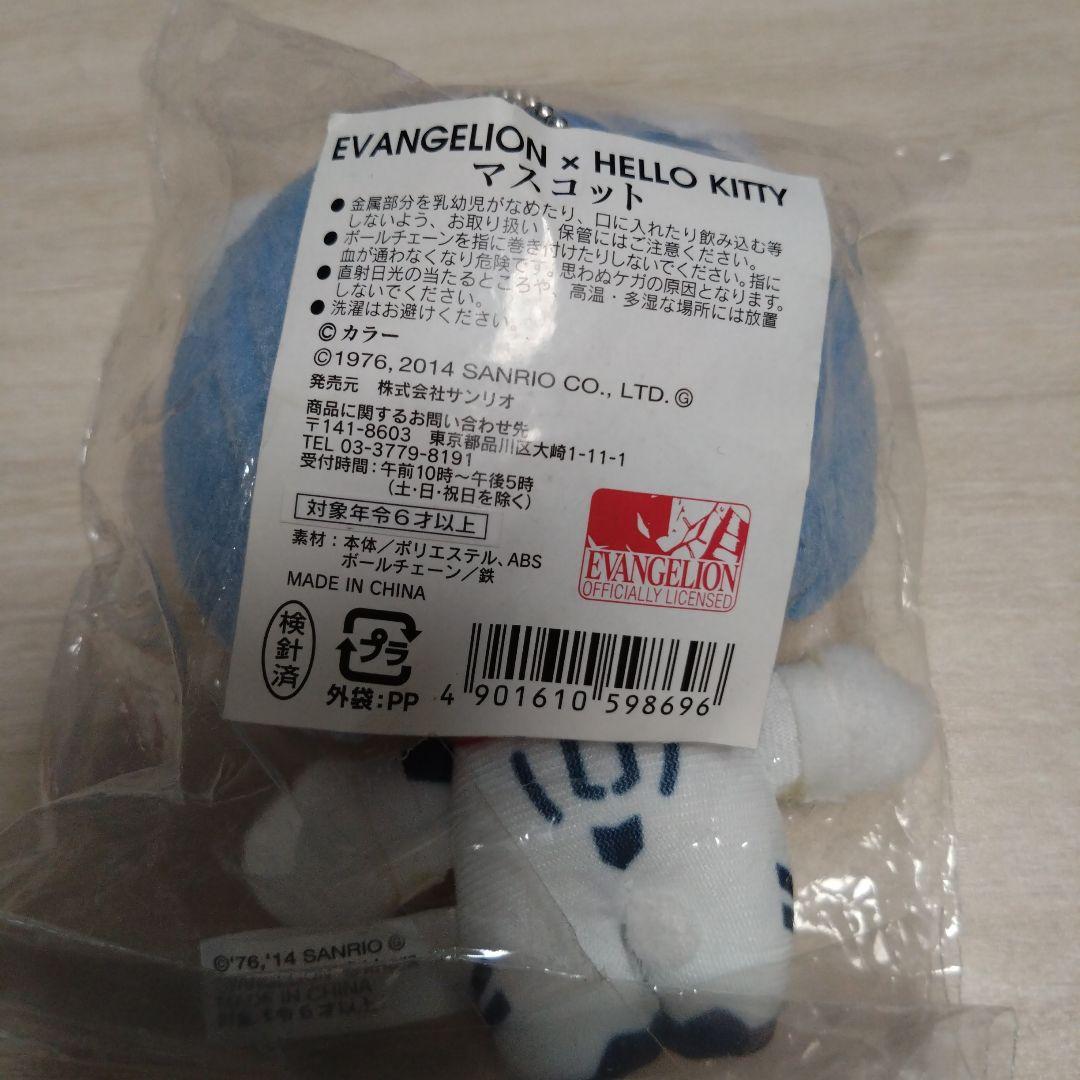 EVANGELION × HELLO KITTY
マスコット
●金属部分を乳幼児がなめたり、口に入れたり飲み込む等
しないよう、お取り扱い・保管にはご注意ください。
●ボールチェーンを指に巻き付けたりしないでください。指に
血が通わなくなり危険です。思わぬケガの原因となります。
●直射日光の当たるところや、高温・多湿な場所には放置
しないでください。
●洗濯はお避けください。
©カラー
©1976, 2014 SANRIO CO., LTD. Ⓖ
発売元 株式会社サンリオ
商品に関するお問い合わせ先
〒141-8603 東京都品川区大崎1-11-1
TEL 03-3779-8191
受付時間：午前10時～午後5時
(土・日・祝日を除く)
対象年令6才以上
素材：本体／ポリエステル、ABS
ボールチェーン／鉄
MADE IN CHINA
EVANGELION
OFFICIALLY LICENSED
検針済
プラ
外袋：PP
4 901610 598696
©'76,'14 SANRIO Ⓖ